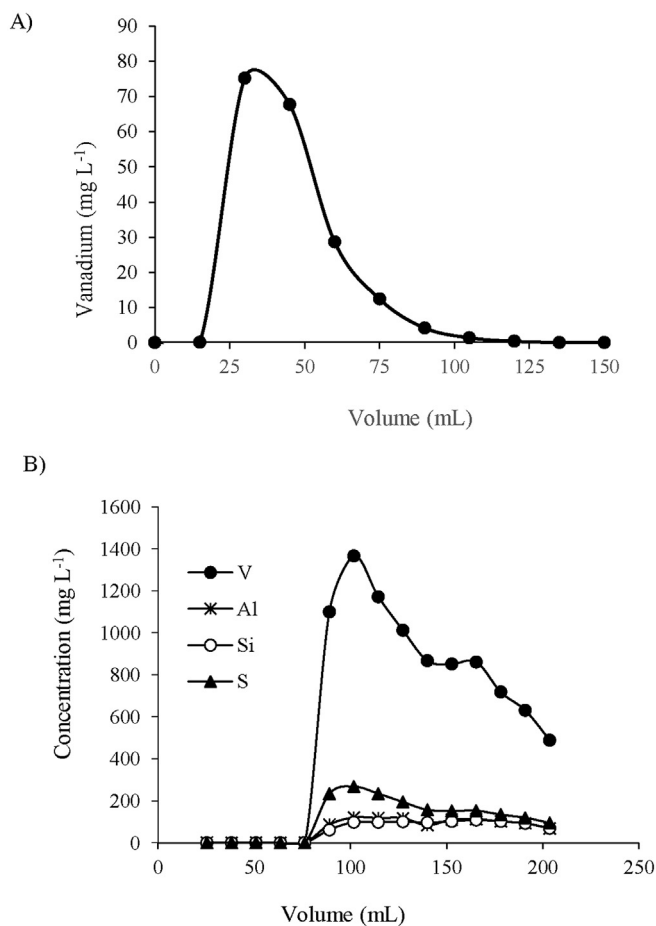 A)
90
80
70
60
50
40
30
20
10
0
Vanadium (mg L-1)
0 25 50 75 100 125 150
Volume (mL)
B)
1600
1400
1200
1000
800
600
400
200
0
Concentration (mg L-1)
V
Al
Si
S
0 50 100 150 200 250
Volume (mL)